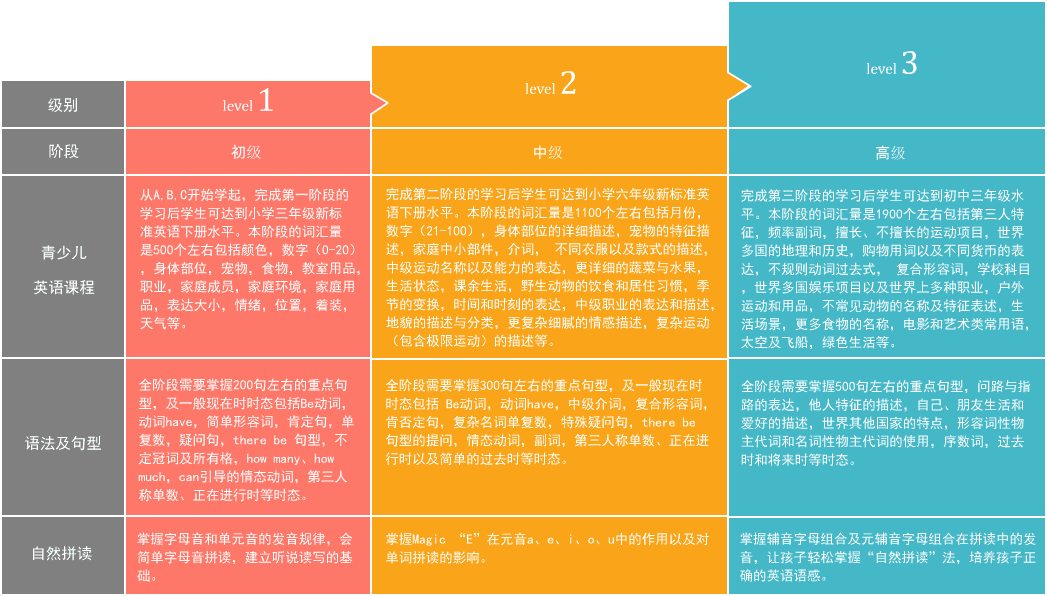 级别
level 1
level 2
level 3
阶段
初级
中级
高级
青少儿
英语课程
从A,B,C开始学起，完成第一阶段的
学习后学生可达到小学三年级新标
准英语下册水平。本阶段的词汇量
是500个左右包括颜色，数字（0-20）
，身体部位，宠物，食物，教室用品，
职业，家庭成员，家庭环境，家庭用
品，表达大小，情绪，位置，着装，
天气等。
完成第二阶段的学习后学生可达到小学六年级新标准英
语下册水平。本阶段的词汇量是1100个左右包括月份，
数字（21-100），身体部位的详细描述，宠物的特征描
述，家庭中小部件，介词， 不同衣服以及款式的描述，
中级运动名称以及能力的表达，更详细的蔬菜与水果，
生活状态，课余生活，野生动物的饮食和居住习惯，季
节的变换，时间和时刻的表达，中级职业的表达和描述，
地貌的描述与分类，更复杂细腻的情感描述，复杂运动
（包含极限运动）的描述等。
完成第三阶段的学习后学生可达到初中三年级水
平。本阶段的词汇量是1900个左右包括第三人特
征，频率副词，擅长、不擅长的运动项目，世界
多国的地理和历史，购物用词以及不同货币的表
达，不规则动词过去式， 复合形容词，学校科目
，世界多国娱乐项目以及世界上多种职业，户外
运动和用品，不常见动物的名称及特征表述，生
活场景，更多食物的名称，电影和艺术类常用语，
太空及飞船，绿色生活等。
语法及句型
全阶段需要掌握200句左右的重点句
型，及一般现在时时态包括Be动词，
动词have，简单形容词，肯定句，单
复数，疑问句，there be 句型，不
定冠词及所有格，how many、how
much，can引导的情态动词，第三人
称单数、正在进行时等时态。
全阶段需要掌握300句左右的重点句型，及一般现在时
时态包括 Be动词，动词have，中级介词，复合形容词，
肯否定句，复杂名词单复数，特殊疑问句，there be
句型的提问，情态动词，副词，第三人称单数、正在进
行时以及简单的过去时等时态。
全阶段需要掌握500句左右的重点句型，问路与指
路的表达，他人特征的描述，自己、朋友生活和
爱好的描述，世界其他国家的特点，形容词性物
主代词和名词性物主代词的使用，序数词，过去
时和将来时等时态。
自然拼读
掌握字母音和单元音的发音规律，会
简单字母音拼读，建立听说读写的基
础。
掌握Magic “E”在元音a、e、i、o、u中的作用以及对
单词拼读的影响。
掌握辅音字母组合及元辅音字母组合在拼读中的发
音，让孩子轻松掌握“自然拼读”法，培养孩子正
确的英语语感。